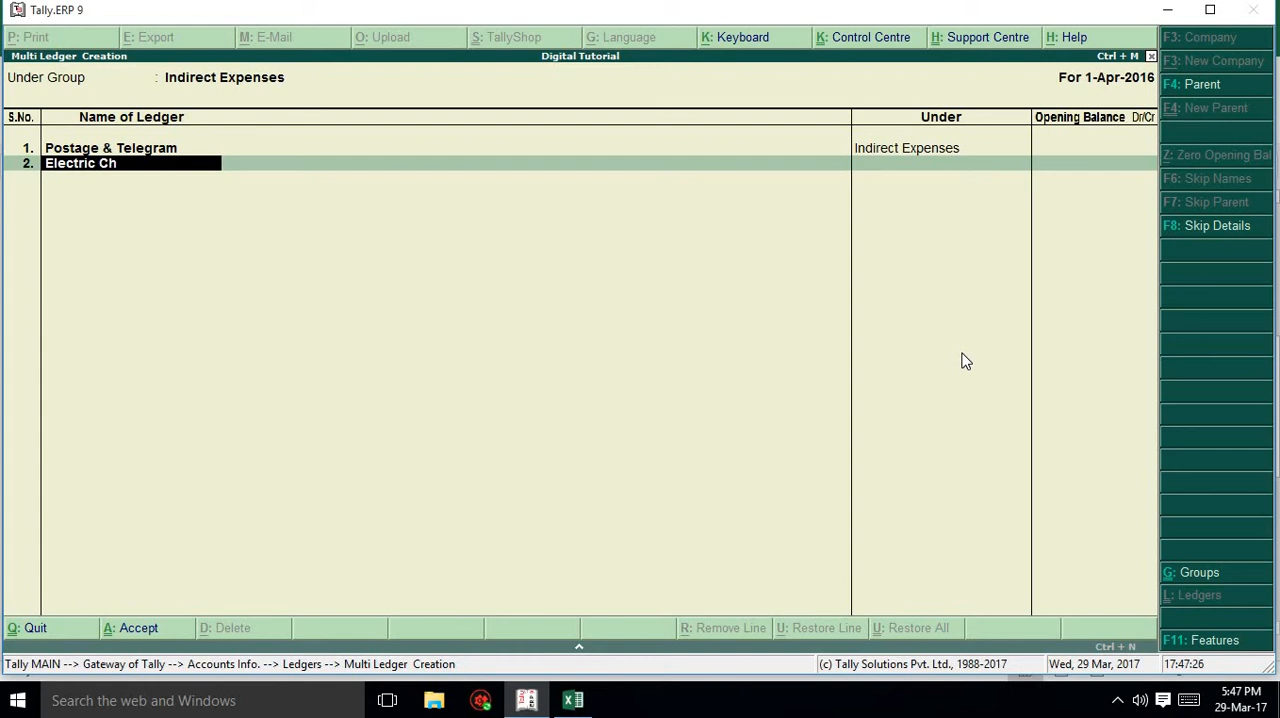 Tally.ERP 9
P: Print E: Export M: E-Mail O: Upload S: TallyShop G: Language K: Keyboard K: Control Centre H: Support Centre H: Help
Multi Ledger Creation Digital Tutorial Ctrl + M
Under Group : Indirect Expenses For 1-Apr-2016
S.No. Name of Ledger Under Opening Balance Dr/Cr
1. Postage & Telegram Indirect Expenses
2. Electric Ch
F3: Company
F3: New Company
F4: Parent
F4: New Parent
Z: Zero Opening Bal
F6: Skip Names
F7: Skip Parent
F8: Skip Details
G: Groups
L: Ledgers
F11: Features
Q: Quit A: Accept D: Delete R: Remove Line U: Restore Line U: Restore All
Ctrl + N
Tally MAIN --> Gateway of Tally --> Accounts Info. --> Ledgers --> Multi Ledger Creation (c) Tally Solutions Pvt. Ltd., 1988-2017 Wed, 29 Mar, 2017 17:47:26
Search the web and Windows 5:47 PM
29-Mar-17